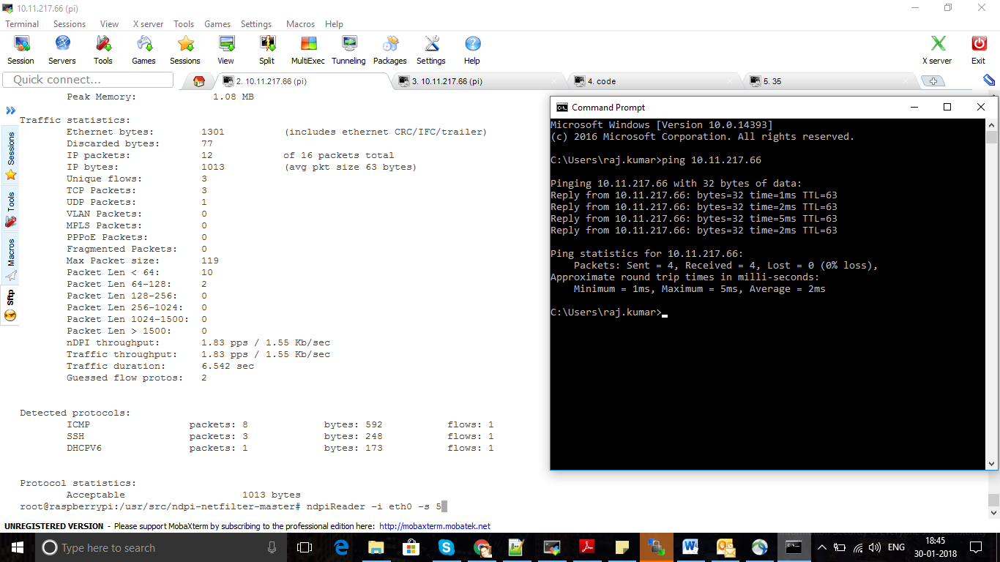 10.11.217.66 (pi)
Terminal Sessions View X server Tools Games Settings Macros Help
Session Servers Tools Games Sessions View Split MultiExec Tunneling Packages Settings Help X server Exit
Quick connect... 2. 10.11.217.66 (pi) 3. 10.11.217.66 (pi) 4. code 5. 35
Sessions
Tools
Macros
Sftp
Peak Memory: 1.08 MB
Traffic statistics:
Ethernet bytes: 1301 (includes ethernet CRC/IFC/trailer)
Discarded bytes: 77
IP packets: 12 of 16 packets total
IP bytes: 1013 (avg pkt size 63 bytes)
Unique flows: 3
TCP Packets: 3
UDP Packets: 1
VLAN Packets: 0
MPLS Packets: 0
PPPoE Packets: 0
Fragmented Packets: 0
Max Packet size: 119
Packet Len < 64: 10
Packet Len 64-128: 2
Packet Len 128-256: 0
Packet Len 256-1024: 0
Packet Len 1024-1500: 0
Packet Len > 1500: 0
nDPI throughput: 1.83 pps / 1.55 Kb/sec
Traffic throughput: 1.83 pps / 1.55 Kb/sec
Traffic duration: 6.542 sec
Guessed flow protos: 2
Detected protocols:
ICMP packets: 8 bytes: 592 flows: 1
SSH packets: 3 bytes: 248 flows: 1
DHCPV6 packets: 1 bytes: 173 flows: 1
Protocol statistics:
Acceptable 1013 bytes
root@raspberrypi:/usr/src/ndpi-netfilter-master# ndpiReader -i eth0 -s 5
Command Prompt
Microsoft Windows [Version 10.0.14393]
(c) 2016 Microsoft Corporation. All rights reserved.
C:\Users\raj.kumar>ping 10.11.217.66
Pinging 10.11.217.66 with 32 bytes of data:
Reply from 10.11.217.66: bytes=32 time=1ms TTL=63
Reply from 10.11.217.66: bytes=32 time=2ms TTL=63
Reply from 10.11.217.66: bytes=32 time=5ms TTL=63
Reply from 10.11.217.66: bytes=32 time=2ms TTL=63
Ping statistics for 10.11.217.66:
Packets: Sent = 4, Received = 4, Lost = 0 (0% loss),
Approximate round trip times in milli-seconds:
Minimum = 1ms, Maximum = 5ms, Average = 2ms
C:\Users\raj.kumar>
UNREGISTERED VERSION - Please support MobaXterm by subscribing to the professional edition here: http://mobaxterm.mobatek.net
Type here to search
ENG
18:45
30-01-2018